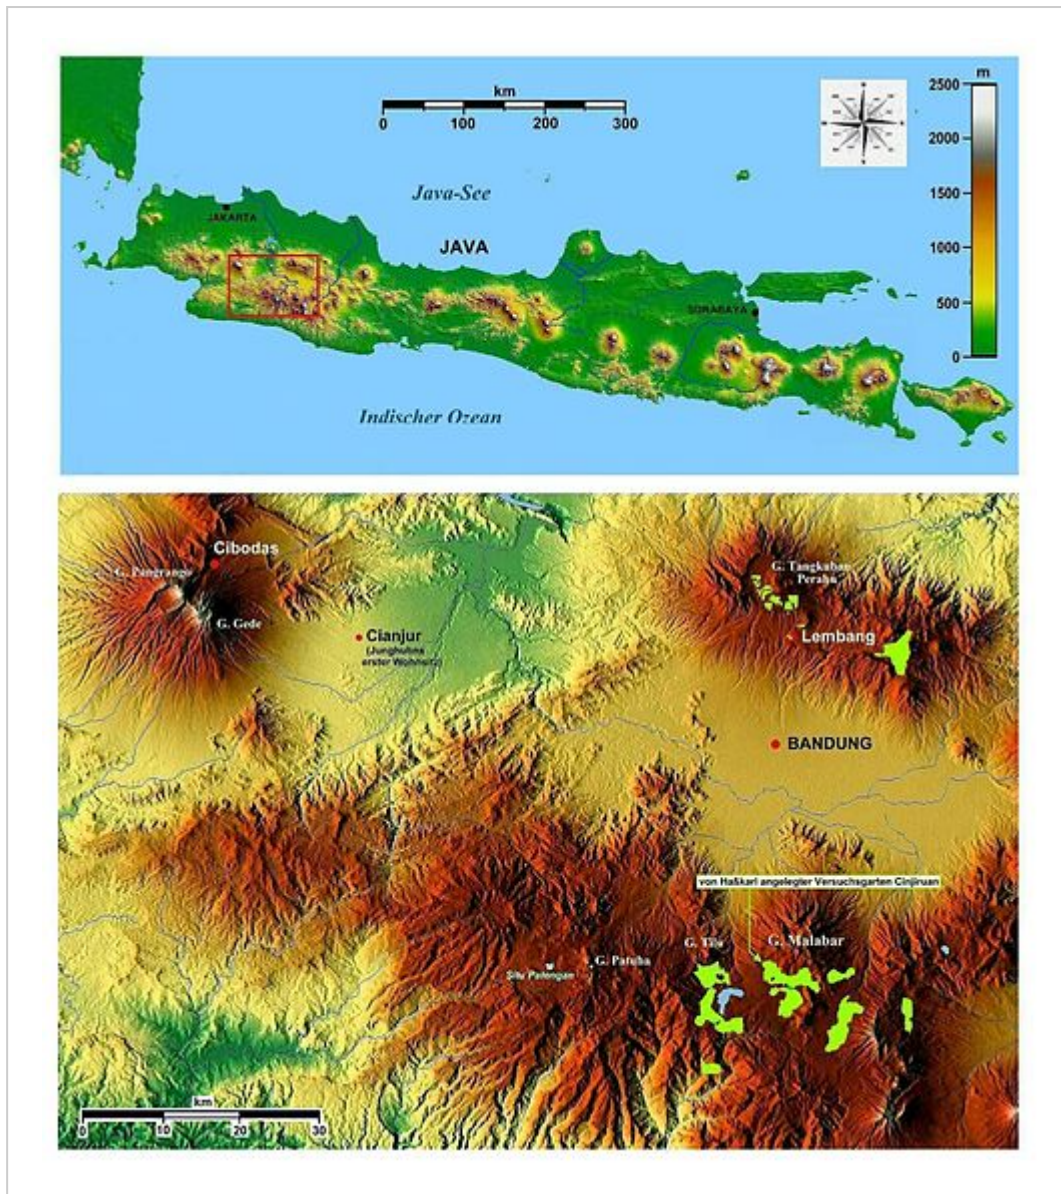 km
0 100 200 300
m
2500
2000
1500
1000
500
0
Java-See
JAKARTA
JAVA
SURABAYA
Indischer Ozean
Cibodas
G. Pangrango
G. Gede
Cianjur
(Junghuhns
erster Wohnsitz)
G. Tangkuban
Perahu
Lembang
BANDUNG
von Haßkarl angelegter Versuchsgarten Cinjiruan
G. Tilu
G. Malabar
G. Patuha
Situ Patengan
km
0 10 20 30